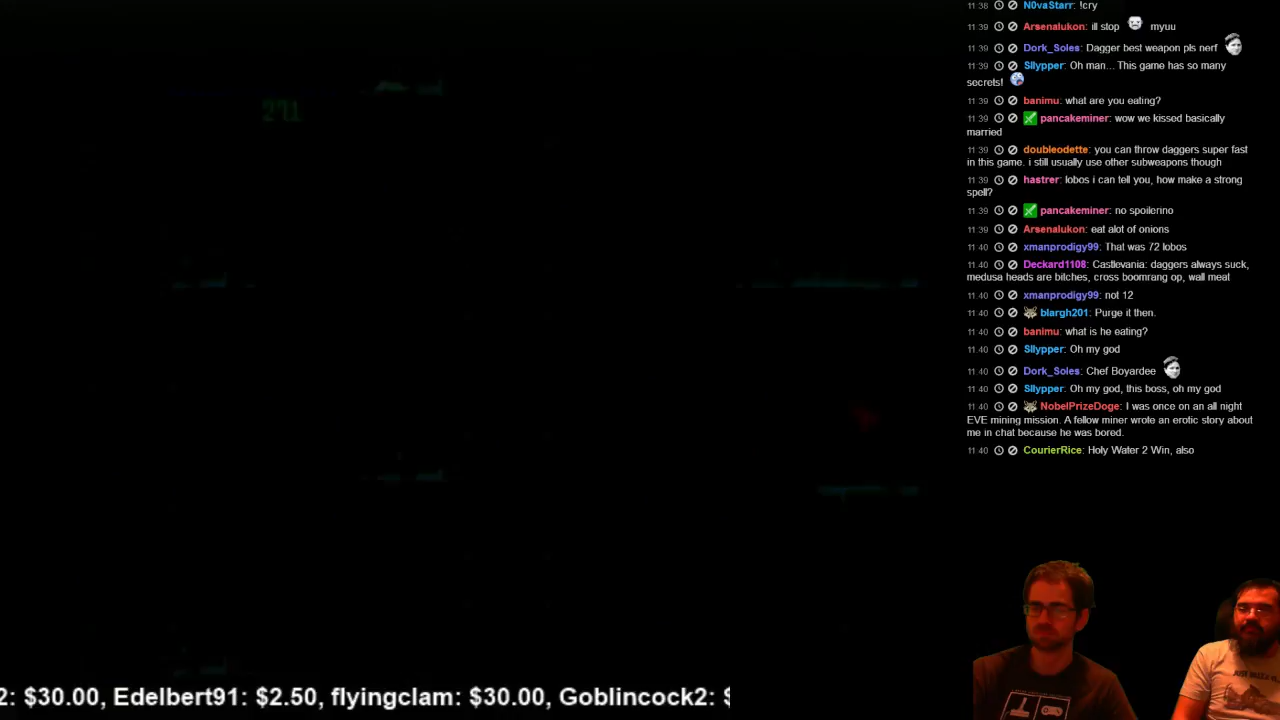 271
11:38 N0vaStarr: !cry
11:39 Arsenalukon: ill stop myuu
11:39 Dork_Soles: Dagger best weapon pls nerf
11:39 Sllypper: Oh man... This game has so many
secrets!
11:39 banimu: what are you eating?
11:39 pancakeminer: wow we kissed basically
married
11:39 doubleodette: you can throw daggers super fast
in this game. i still usually use other subweapons though
11:39 hastrer: lobos i can tell you, how make a strong
spell?
11:39 pancakeminer: no spoilerino
11:39 Arsenalukon: eat alot of onions
11:40 xmanprodigy99: That was 72 lobos
11:40 Deckard1108: Castlevania: daggers always suck,
medusa heads are bitches, cross boomrang op, wall meat
11:40 xmanprodigy99: not 12
11:40 blargh201: Purge it then.
11:40 banimu: what is he eating?
11:40 Sllypper: Oh my god
11:40 Dork_Soles: Chef Boyardee
11:40 Sllypper: Oh my god, this boss, oh my god
11:40 NobelPrizeDoge: I was once on an all night
EVE mining mission. A fellow miner wrote an erotic story about
me in chat because he was bored.
11:40 CourierRice: Holy Water 2 Win, also
2: $30.00, Edelbert91: $2.50, flyingclam: $30.00, Goblincock2: $